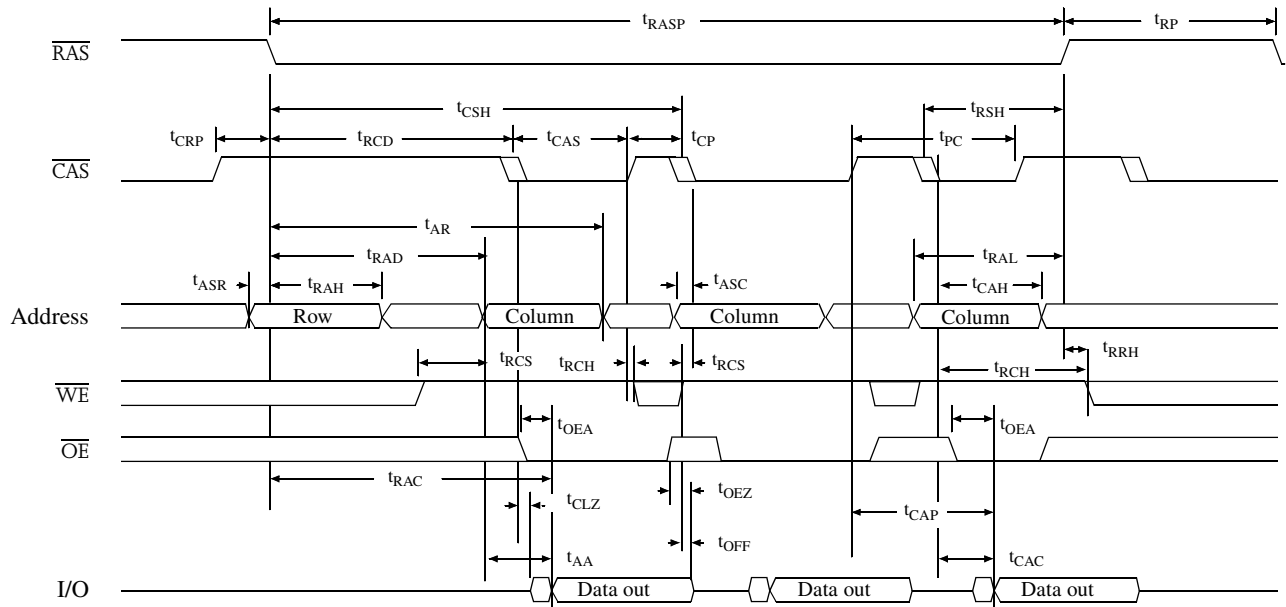 tRASP
tRP
RAS
tCSH
tRSH
tCRP
tRCD
tCAS
tCP
tPC
CAS
tAR
tRAD
tRAL
tASR
tRAH
tASC
tCAH
Address
Row
Column
Column
Column
tRCS
tRCH
tRCS
tRCH
tRRH
WE
tOEA
tOEA
OE
tRAC
tCLZ
tOEZ
tCAP
tOFF
tAA
tCAC
I/O
Data out
Data out
Data out